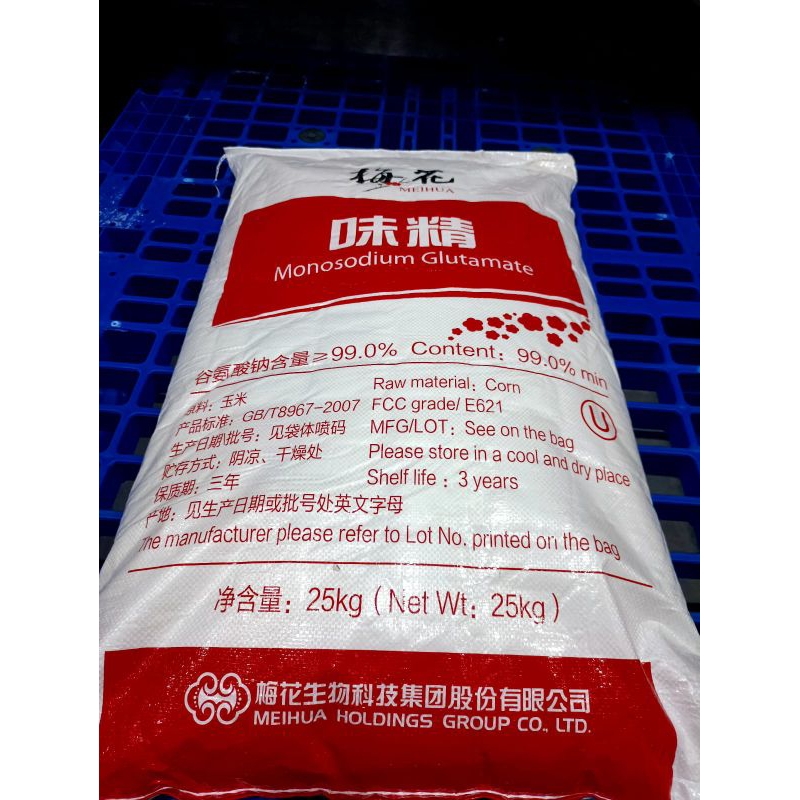 梅花
MEIHUA
味精
Monosodium Glutamate
谷氨酸钠含量≥99.0% Content: 99.0% min
原料：玉米
产品标准：GB/T8967-2007
生产日期\批号：见袋体喷码
贮存方式：阴凉、干燥处
保质期：三年
产地：见生产日期或批号处英文字母
Raw material: Corn
FCC grade/ E621
MFG/LOT: See on the bag
Please store in a cool and dry place
Shelf life : 3 years
U
The manufacturer please refer to Lot No. printed on the bag
净含量：25kg ( Net Wt: 25kg )
梅花生物科技集团股份有限公司
MEIHUA HOLDINGS GROUP CO., LTD.